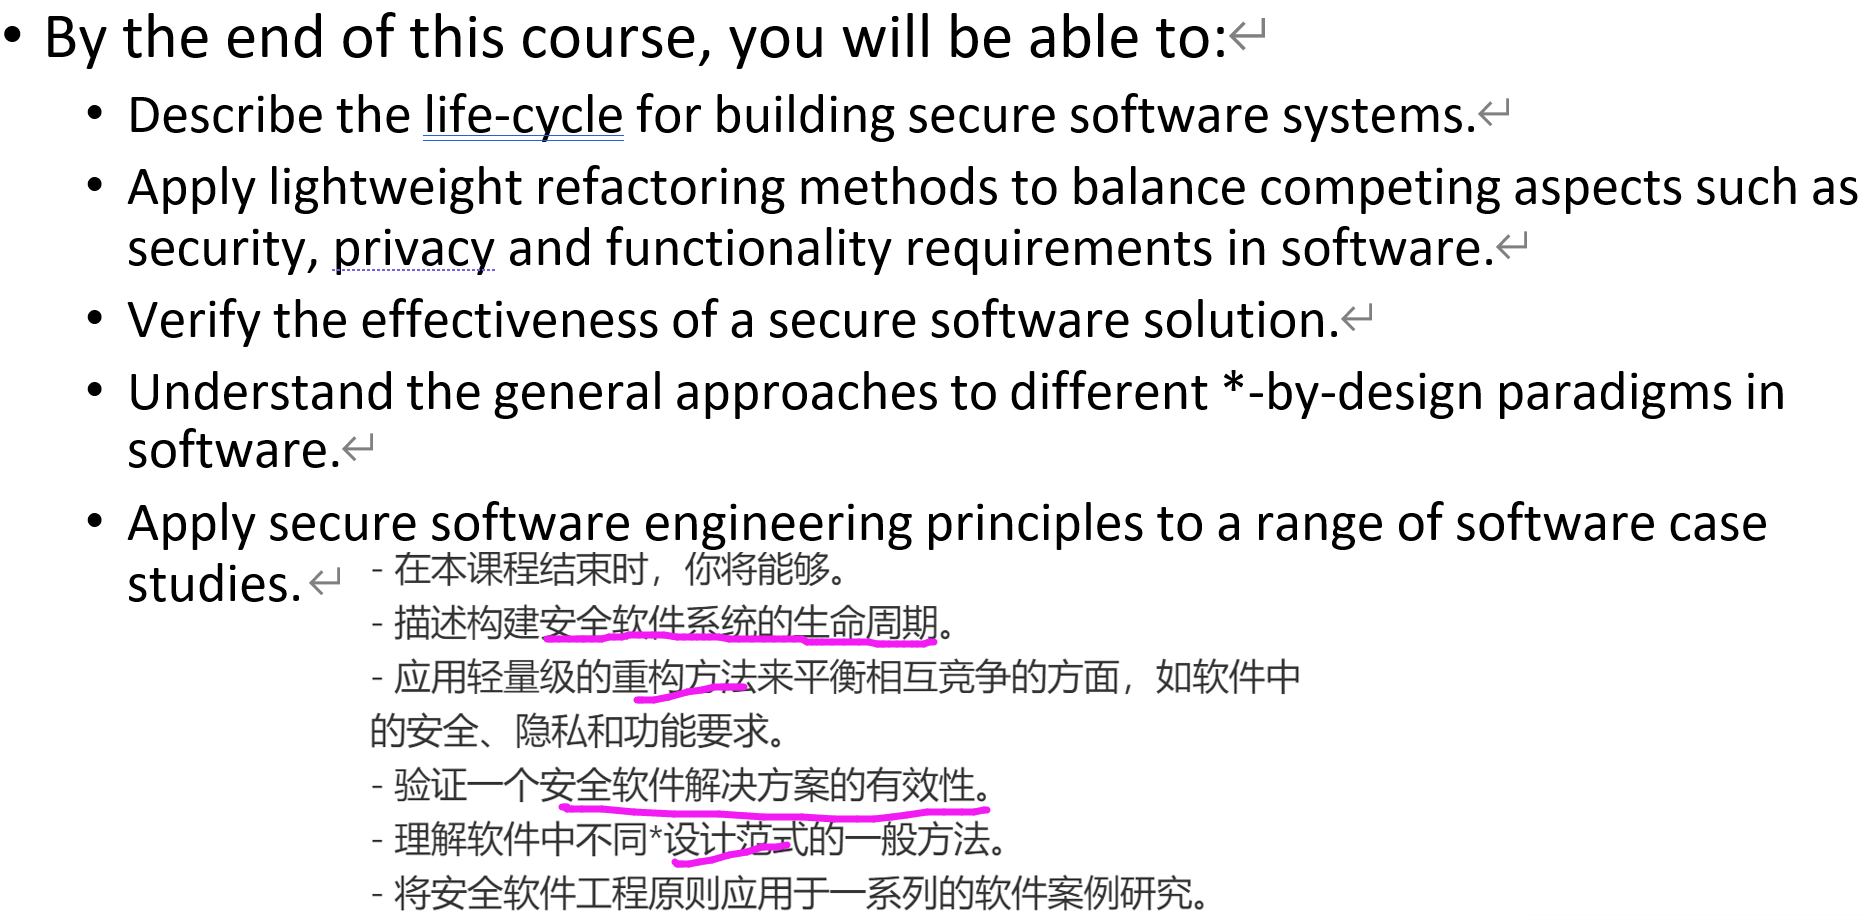 • By the end of this course, you will be able to:↵
• Describe the life-cycle for building secure software systems.↵
• Apply lightweight refactoring methods to balance competing aspects such as
security, privacy and functionality requirements in software.↵
• Verify the effectiveness of a secure software solution.↵
• Understand the general approaches to different *-by-design paradigms in
software.↵
• Apply secure software engineering principles to a range of software case
studies.↵
- 在本课程结束时，你将能够。
- 描述构建安全软件系统的生命周期。
- 应用轻量级的重构方法来平衡相互竞争的方面，如软件中
的安全、隐私和功能要求。
- 验证一个安全软件解决方案的有效性。
- 理解软件中不同*设计范式的一般方法。
- 将安全软件工程原则应用于一系列的软件案例研究。